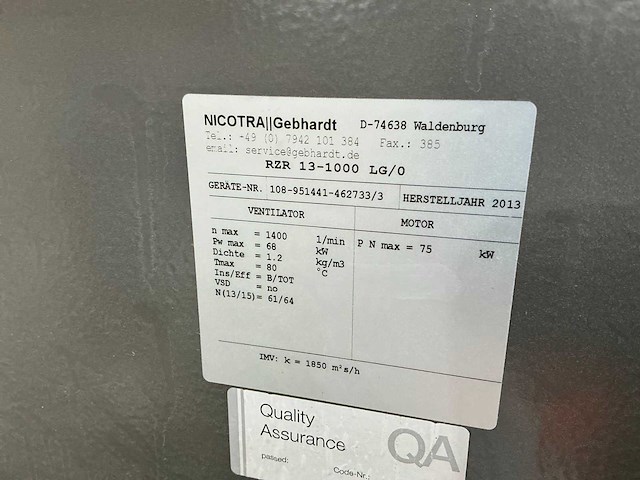 NICOTRA||Gebhardt D-74638 Waldenburg
Tel.: -49 (0) 7942 101 384 Fax.: 385
email: service@gebhardt.de
RZR 13-1000 LG/0
GERÄTE-NR. 108-951441-462733/3 HERSTELLJAHR 2013
VENTILATOR MOTOR
n max = 1400 1/min P N max = 75 kW
Pw max = 68 kW
Dichte = 1.2 kg/m3
Tmax = 80 °C
Ins/Eff = B/TOT
VSD = no
N(13/15)= 61/64
IMV: k = 1850 m²s/h
Quality
Assurance QA
passed: Code-Nr.: